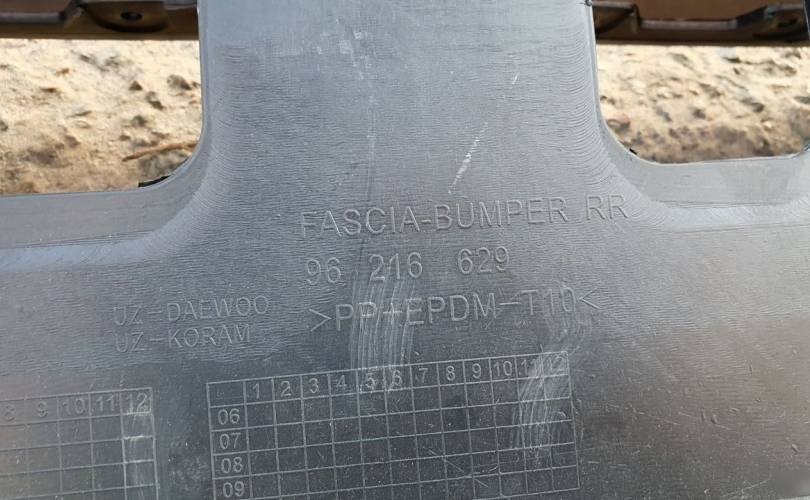 FASCIA-BUMPER RR
96 216 629
UZ-DAEWOO
UZ-KORAM
>PP+EPDM-T10<
8 9 10 11 12
1 2 3 4 5 6 7 8 9 10 11 12
06
07
08
09